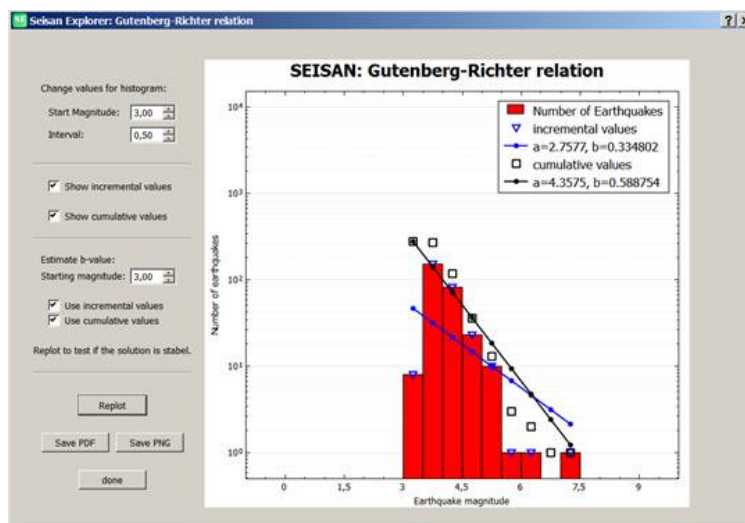 SE Seisan Explorer: Gutenberg-Richter relation
? x
Change values for histogram:
Start Magnitude: 3,00
Interval: 0,50
Show incremental values
Show cumulative values
Estimate b-value:
Starting magnitude: 3,00
Use incremental values
Use cumulative values
Replot to test if the solution is stabel.
Replot
Save PDF Save PNG
done
SEISAN: Gutenberg-Richter relation
Number of Earthquakes
incremental values
a=2.7577, b=0.334802
cumulative values
a=4.3575, b=0.588754
Number of earthquakes
10⁴
10³
10²
10¹
10⁰
0 1,5 3 4,5 6 7,5 9
Earthquake magnitude